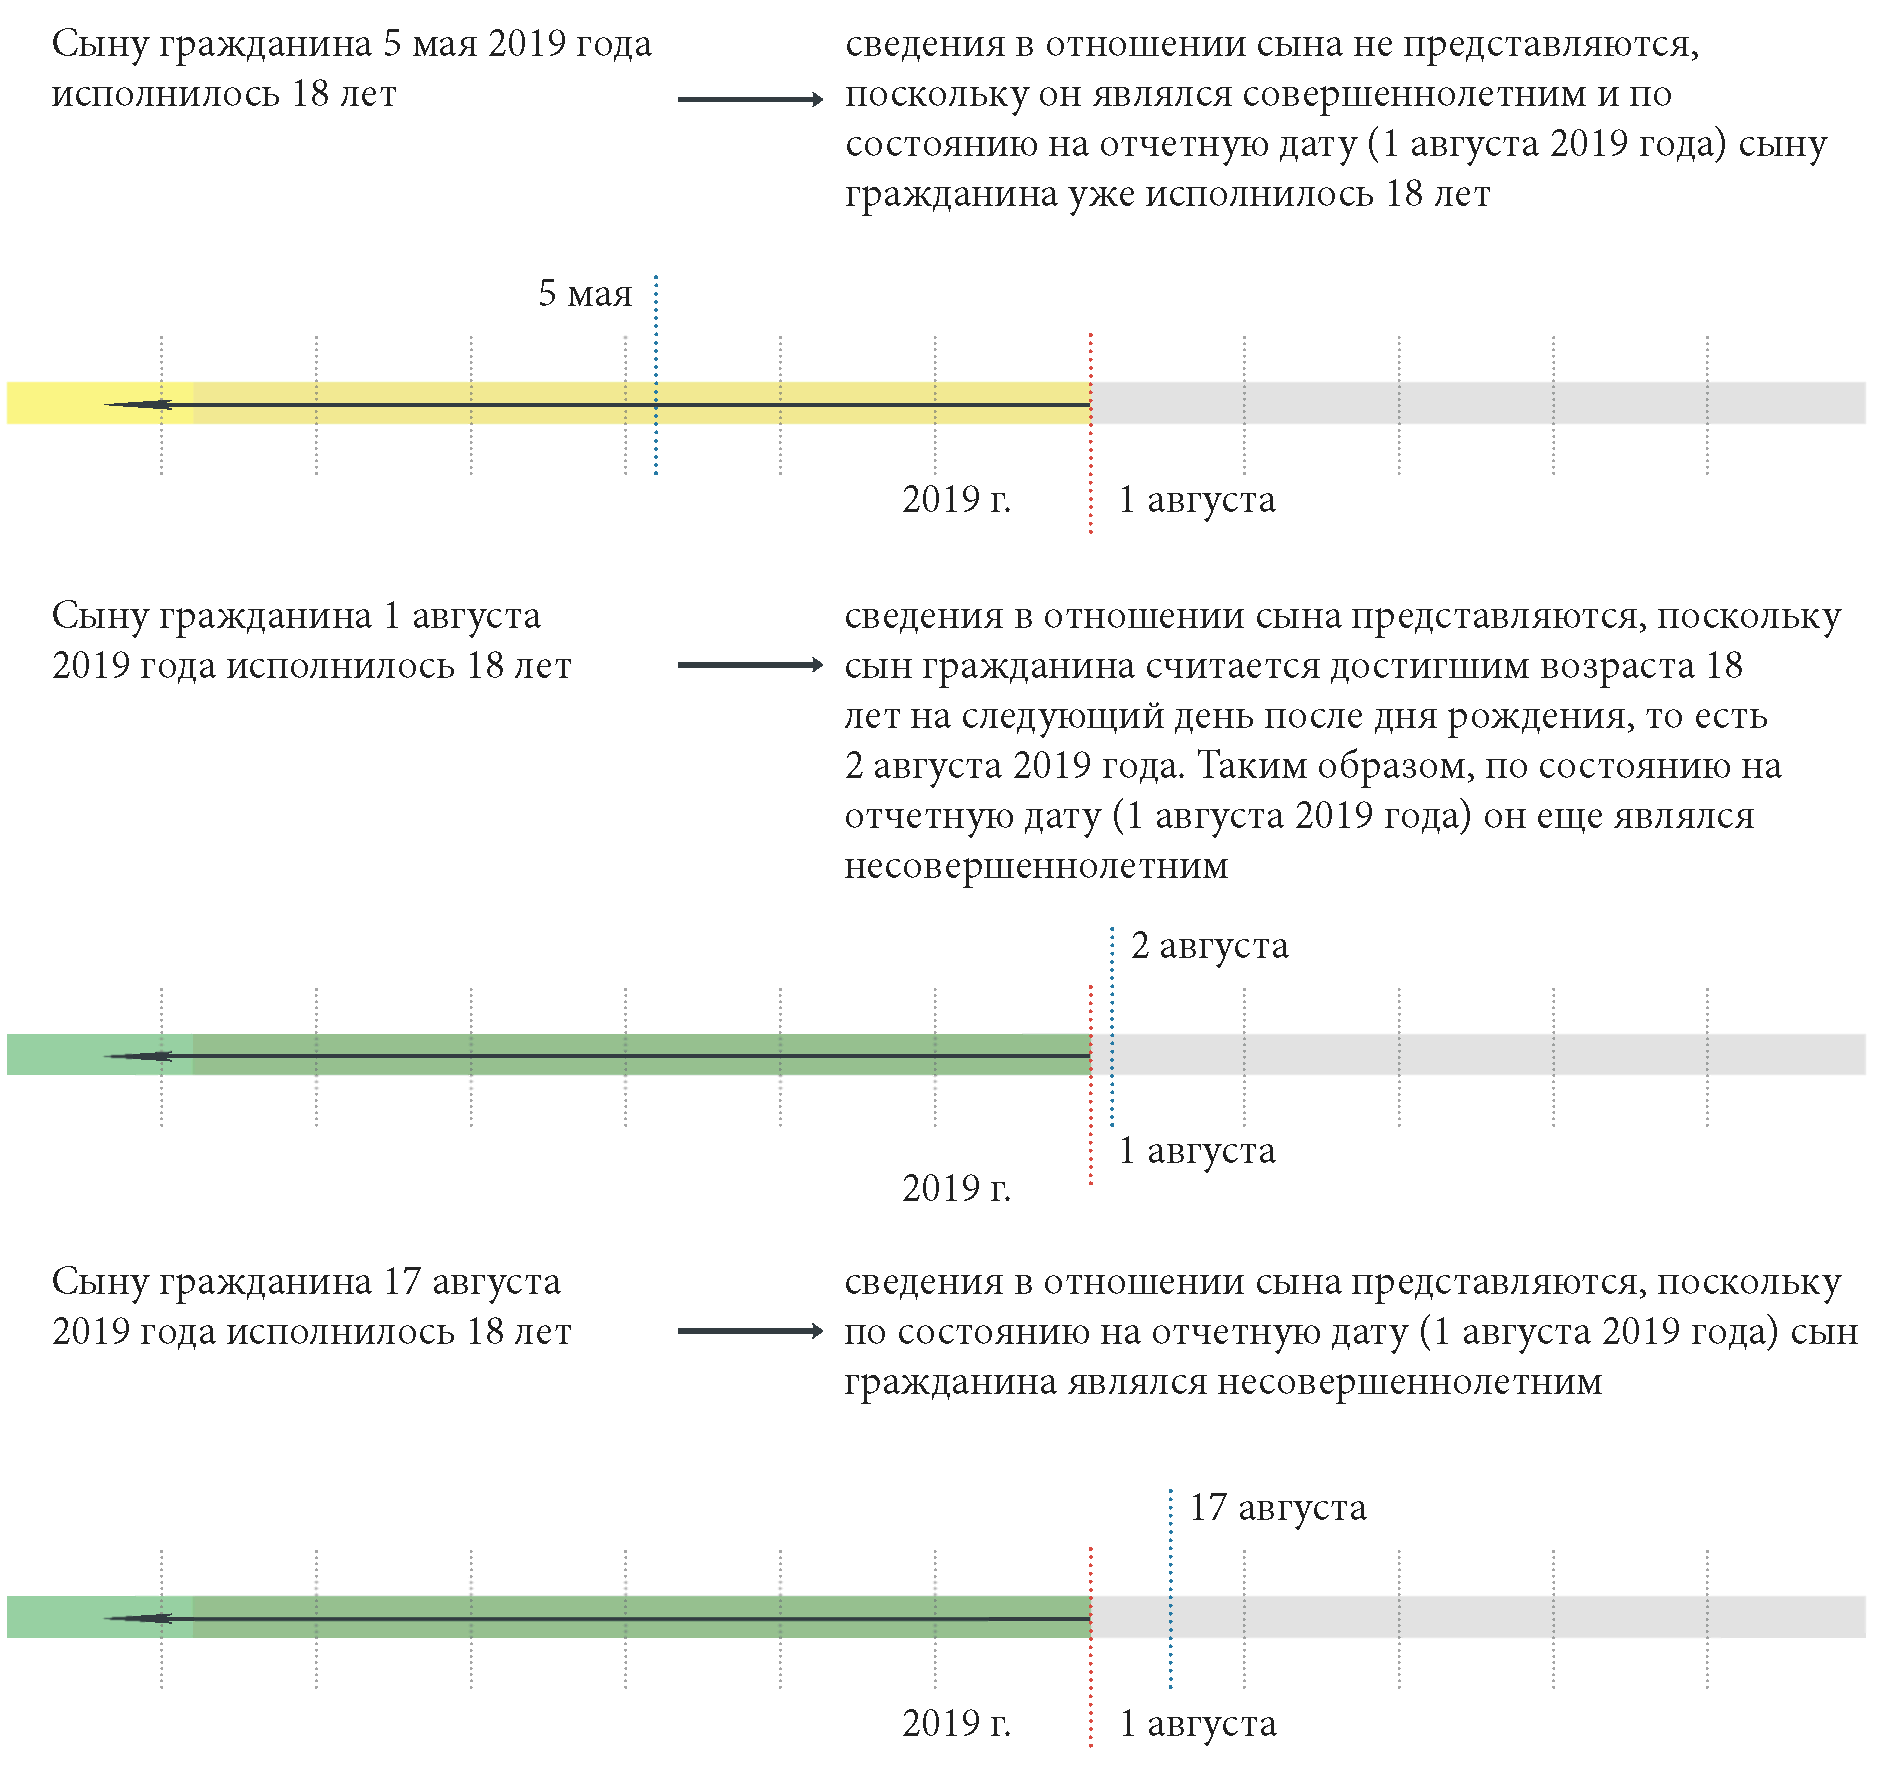 Сыну гражданина 5 мая 2019 года
исполнилось 18 лет
сведения в отношении сына не представляются,
поскольку он являлся совершеннолетним и по
состоянию на отчетную дату (1 августа 2019 года) сыну
гражданина уже исполнилось 18 лет
5 мая
2019 г.
1 августа
Сыну гражданина 1 августа
2019 года исполнилось 18 лет
сведения в отношении сына представляются, поскольку
сын гражданина считается достигшим возраста 18
лет на следующий день после дня рождения, то есть
2 августа 2019 года. Таким образом, по состоянию на
отчетную дату (1 августа 2019 года) он еще являлся
несовершеннолетним
2 августа
1 августа
2019 г.
Сыну гражданина 17 августа
2019 года исполнилось 18 лет
сведения в отношении сына представляются, поскольку
по состоянию на отчетную дату (1 августа 2019 года) сын
гражданина являлся несовершеннолетним
17 августа
2019 г.
1 августа